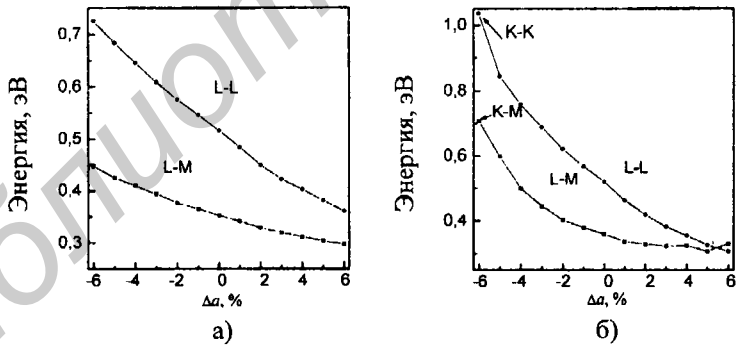 Энергия, эВ
0,7
0,6
0,5
0,4
0,3
L-L
L-M
-6 -4 -2 0 2 4 6
Δa, %
а)
Энергия, эВ
1,0
0,8
0,6
0,4
K-K
K-M
L-M
L-L
-6 -4 -2 0 2 4 6
Δa, %
б)